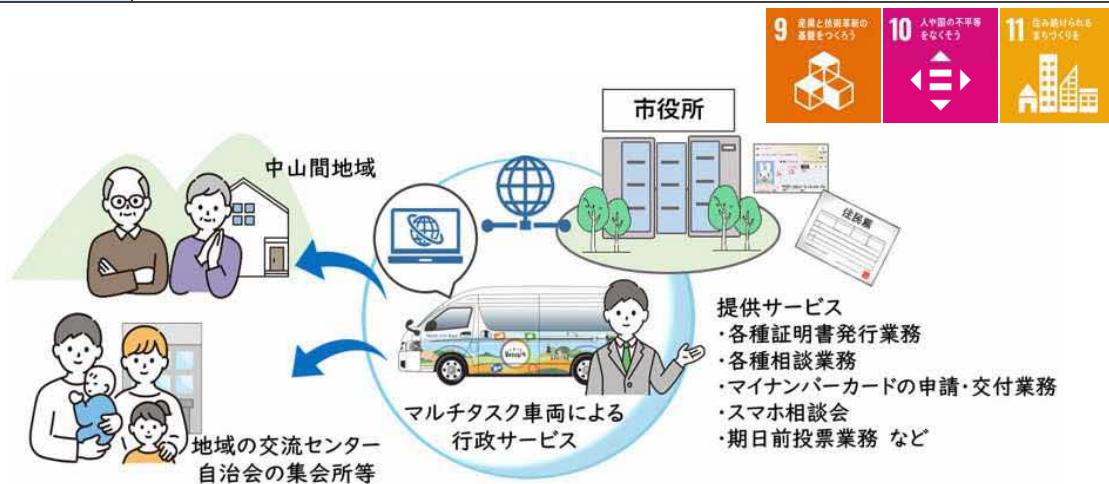 9 産業と技術革新の
基盤をつくろう
10 人や国の不平等
をなくそう
11 住み続けられる
まちづくりを
市役所
中山間地域
住民票
提供サービス
・各種証明書発行業務
・各種相談業務
・マイナンバーカードの申請・交付業務
・スマホ相談会
・期日前投票業務 など
マルチタスク車両による
行政サービス
地域の交流センター
自治会の集会所等